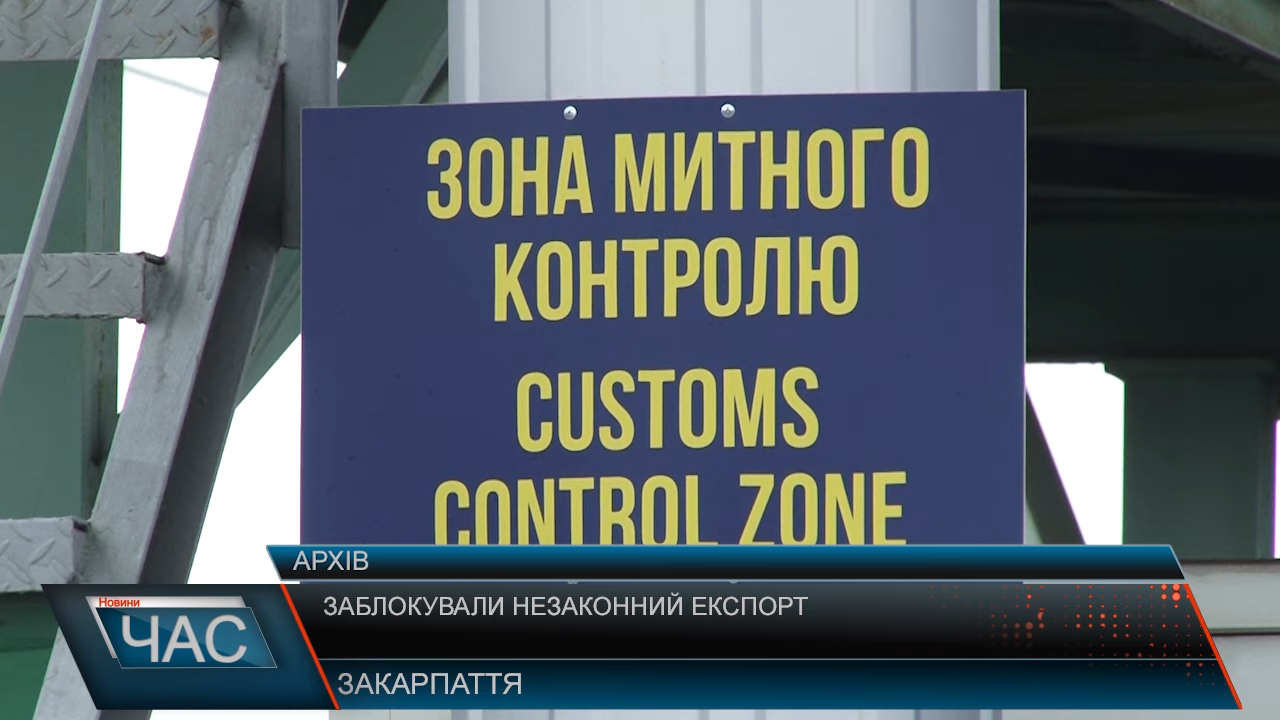 ЗОНА МИТНОГО
КОНТРОЛЮ
CUSTOMS
CONTROL ZONE
АРХІВ
Новини
ЧАС
ЗАБЛОКУВАЛИ НЕЗАКОННИЙ ЕКСПОРТ
ЗАКАРПАТТЯ